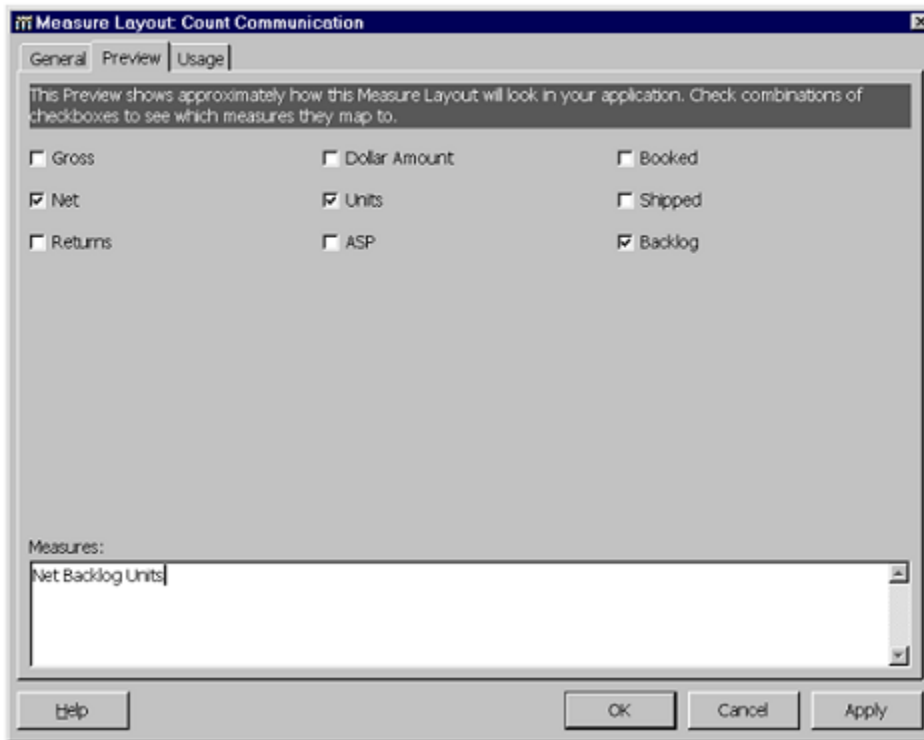 Measure Layout: Count Communication
General Preview Usage
This Preview shows approximately how this Measure Layout will look in your application. Check combinations of
checkboxes to see which measures they map to.
Gross Dollar Amount Booked
Net Units Shipped
Returns ASP Backlog
Measures:
Net Backlog Units
Help OK Cancel Apply